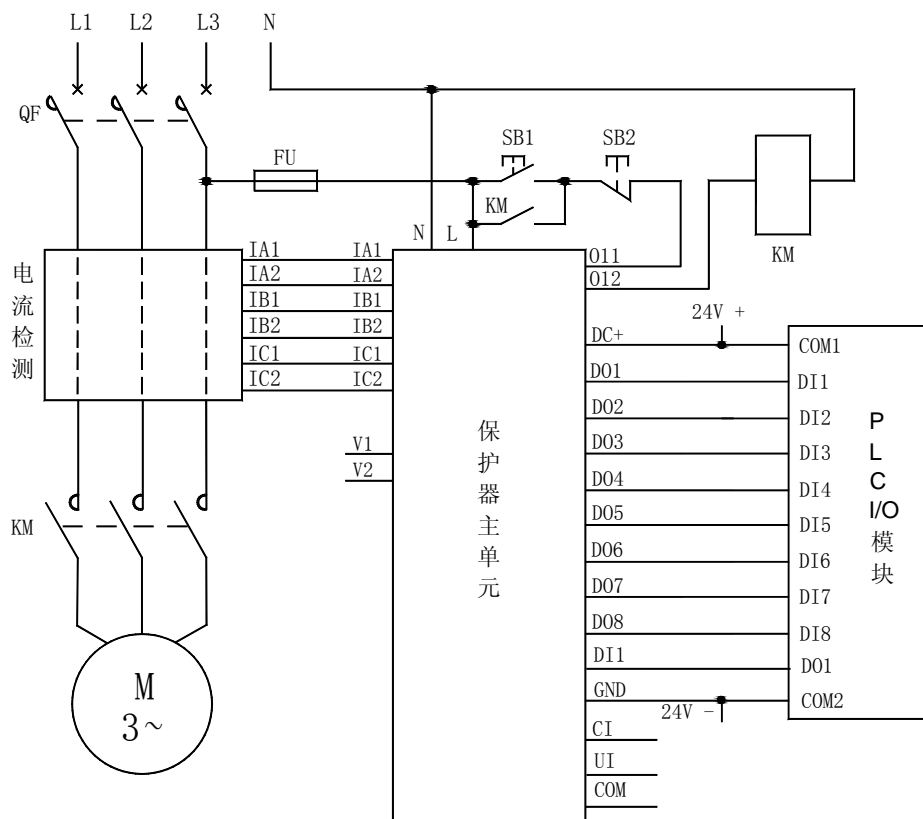 L1 L2 L3 N
QF
FU
SB1 SB2
KM
N L
KM
电流检测
IA1 IA1
IA2 IA2
IB1 IB1
IB2 IB2
IC1 IC1
IC2 IC2
V1
V2
保护器主单元
O11
O12
24V +
DC+ COM1
DO1 DI1
DO2 DI2
DO3 DI3
DO4 DI4
DO5 DI5
DO6 DI6
DO7 DI7
DO8 DI8
DI1 DO1
GND COM2
24V -
CI
UI
COM
PLC I/O模块
KM
M
3~